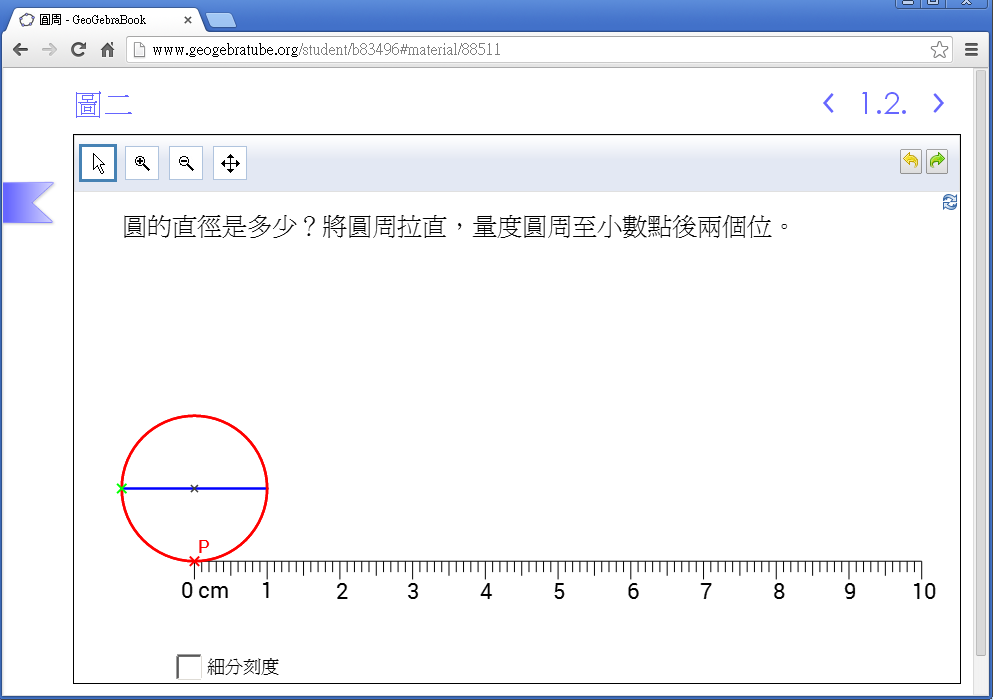 圓周 - GeoGebraBook
www.geogebratube.org/student/b83496#material/88511
圖二
1.2.
圓的直徑是多少？將圓周拉直，量度圓周至小數點後兩個位。
P
0 cm 1 2 3 4 5 6 7 8 9 10
細分刻度